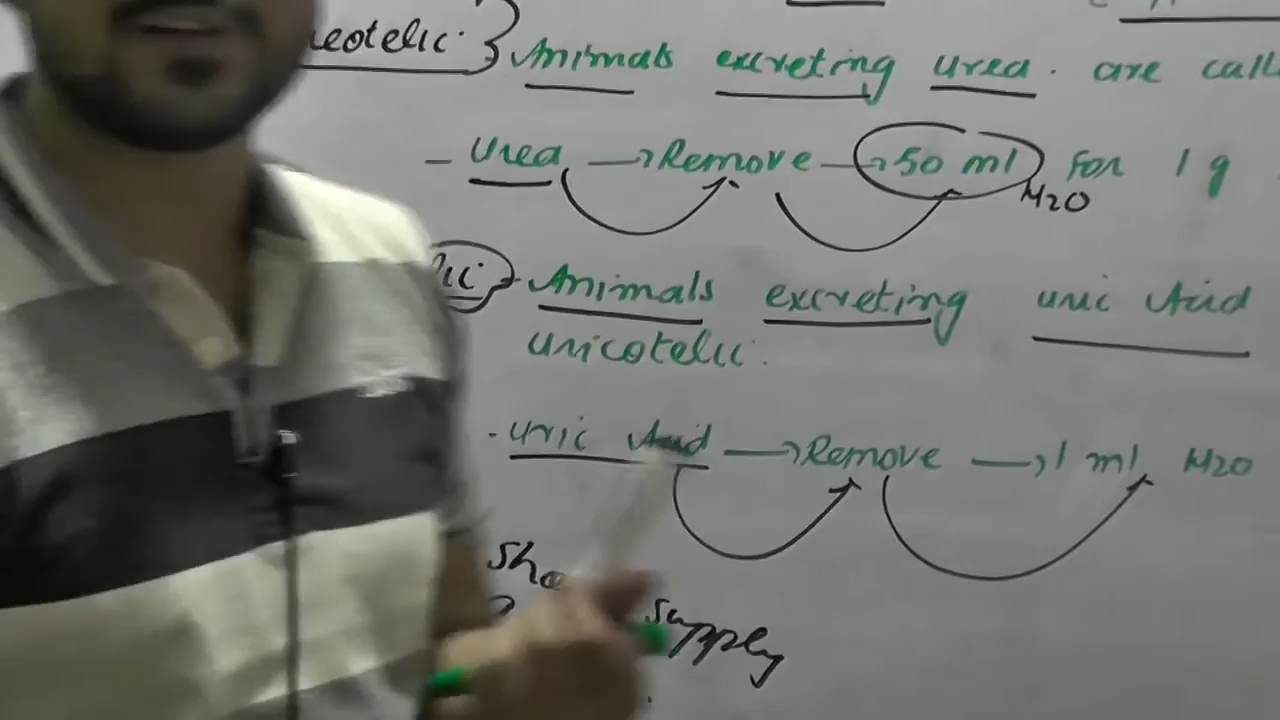 eotelic. } Animals excreting urea. are call
- Urea → Remove → 50 ml For 1 g
H2O
lic Animals excreting uric Acid
uricotelic.
. uric Acid → Remove → 1 ml H2O
supply